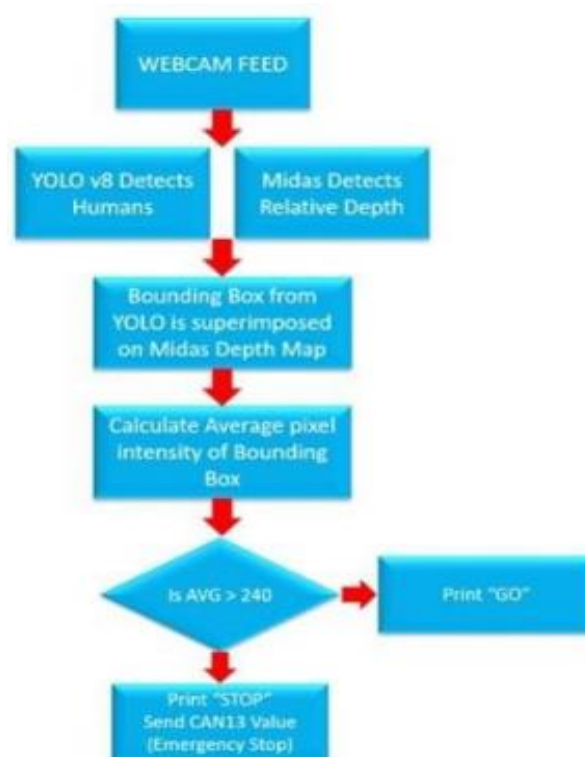 WEBCAM FEED
YOLO v8 Detects
Humans
Midas Detects
Relative Depth
Bounding Box from
YOLO is superimposed
on Midas Depth Map
Calculate Average pixel
intensity of Bounding
Box
Is AVG > 240
Print "GO"
Print "STOP"
Send CAN13 Value
(Emergency Stop)